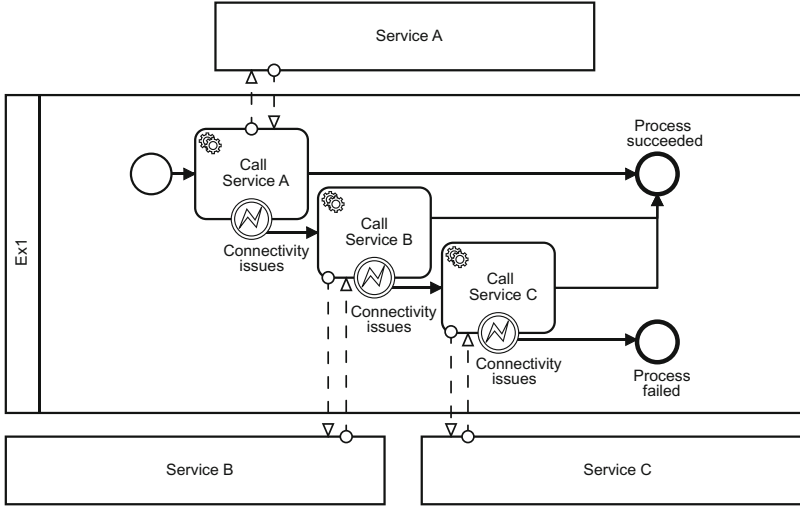 Service A
Process
succeeded
Call
Service A
Ex1
Call
Service B
Connectivity
issues
Call
Service C
Connectivity
issues
Connectivity
issues
Process
failed
Service B
Service C